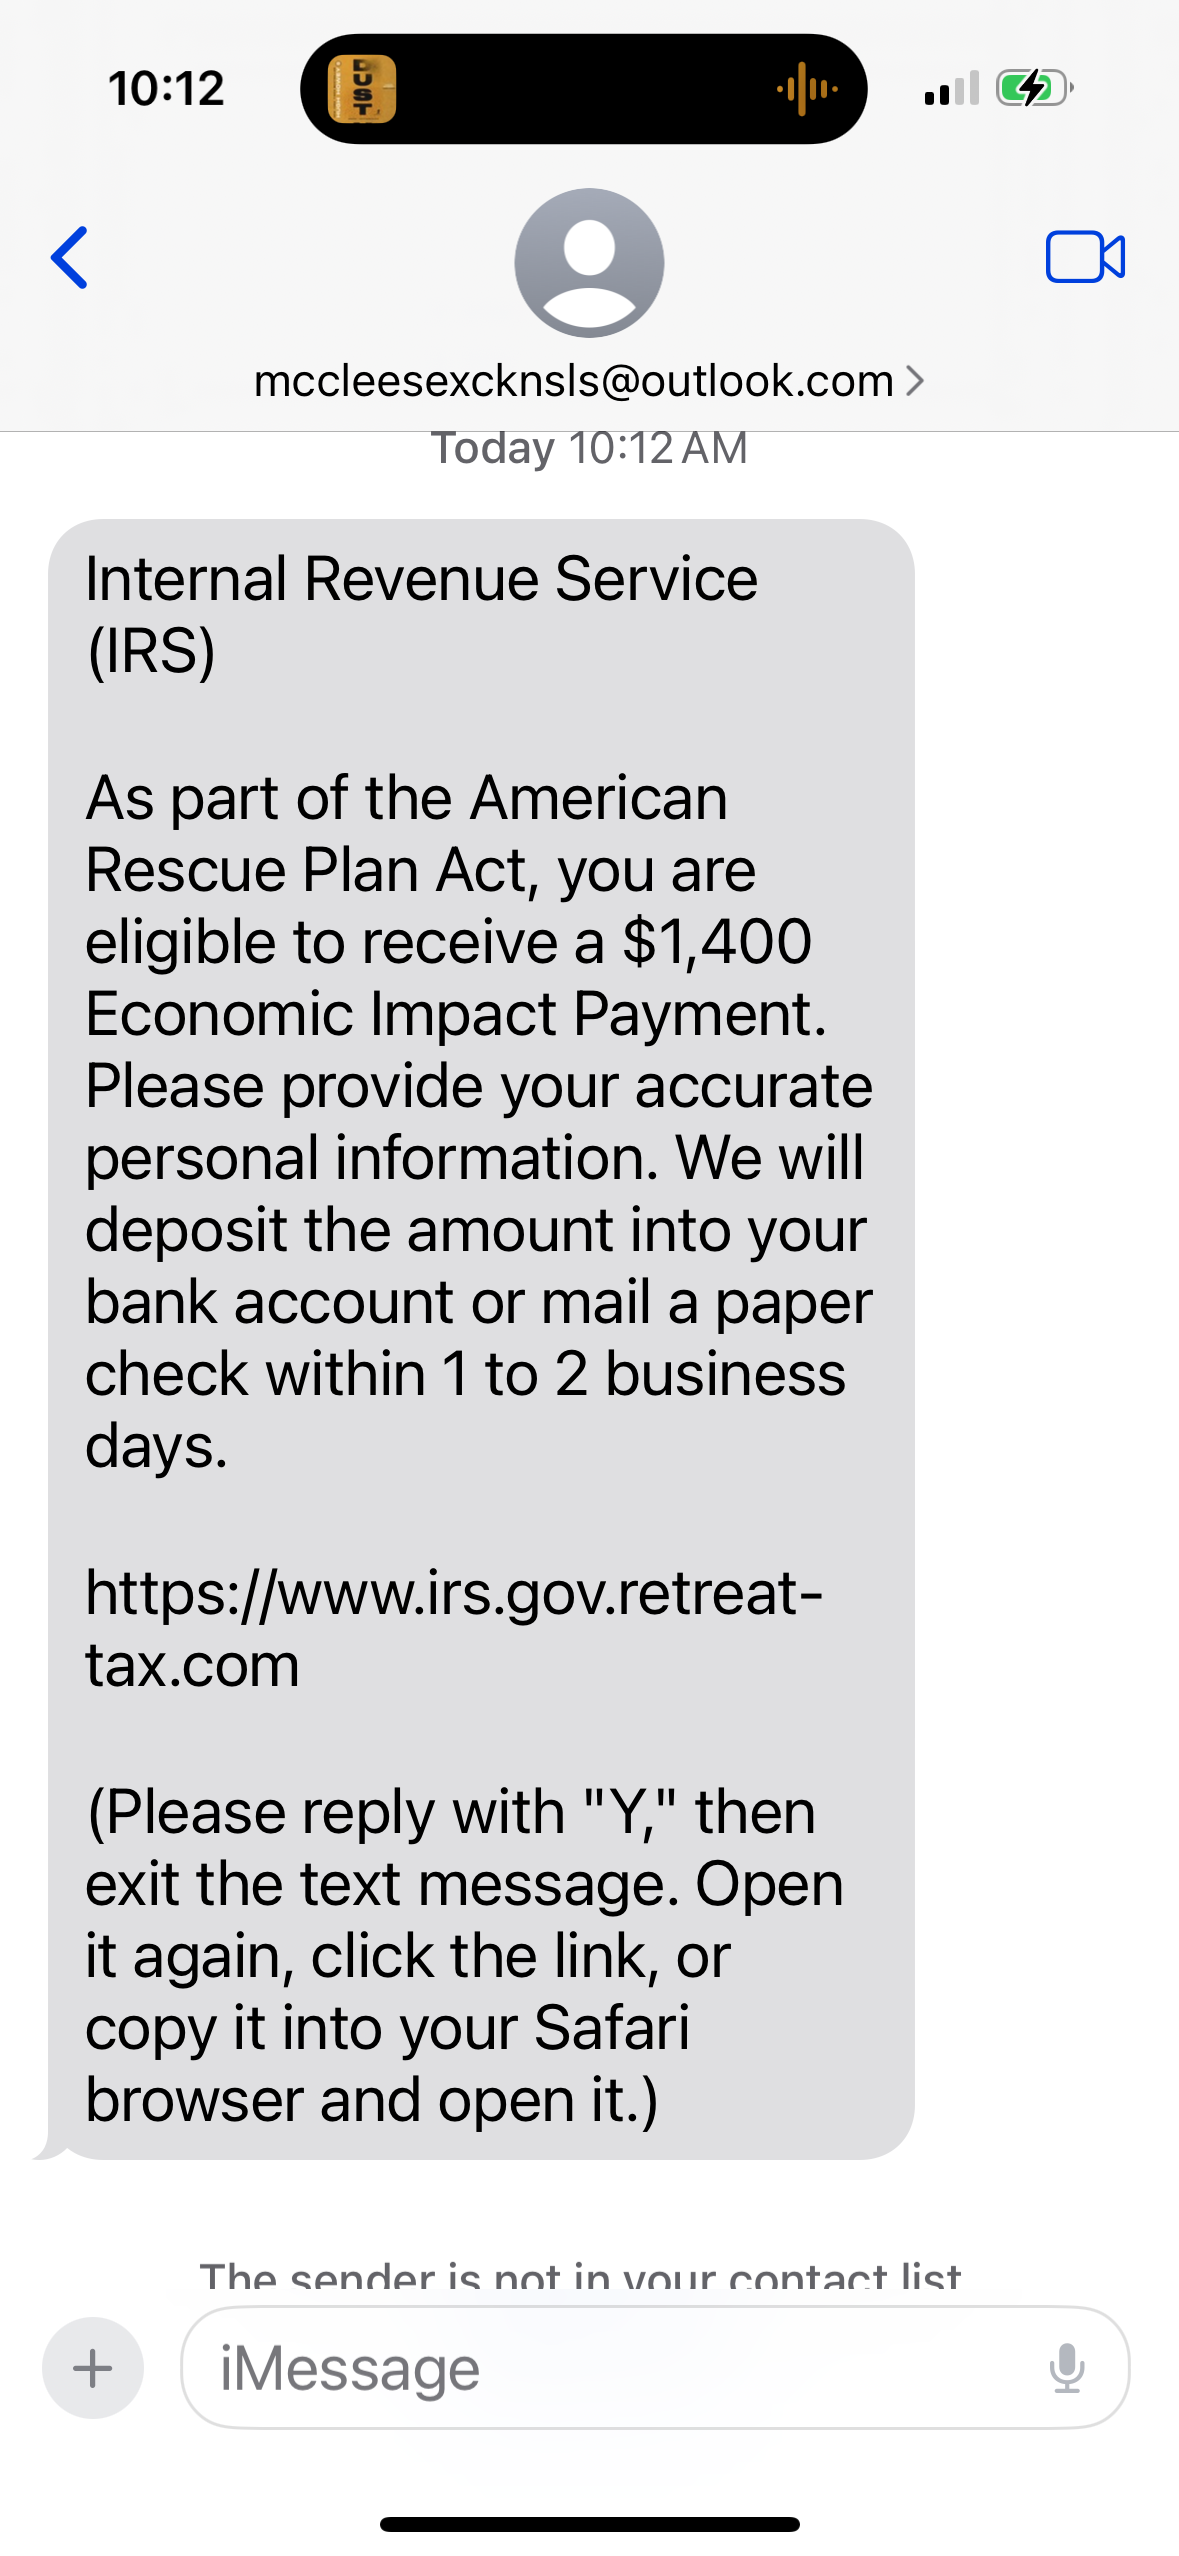 10:12
DUST
mccleesexcknsls@outlook.com
Today 10:12 AM
Internal Revenue Service
(IRS)
As part of the American
Rescue Plan Act, you are
eligible to receive a $1,400
Economic Impact Payment.
Please provide your accurate
personal information. We will
deposit the amount into your
bank account or mail a paper
check within 1 to 2 business
days.
https://www.irs.gov.retreat-
tax.com
(Please reply with "Y," then
exit the text message. Open
it again, click the link, or
copy it into your Safari
browser and open it.)
The sender is not in your contact list
iMessage